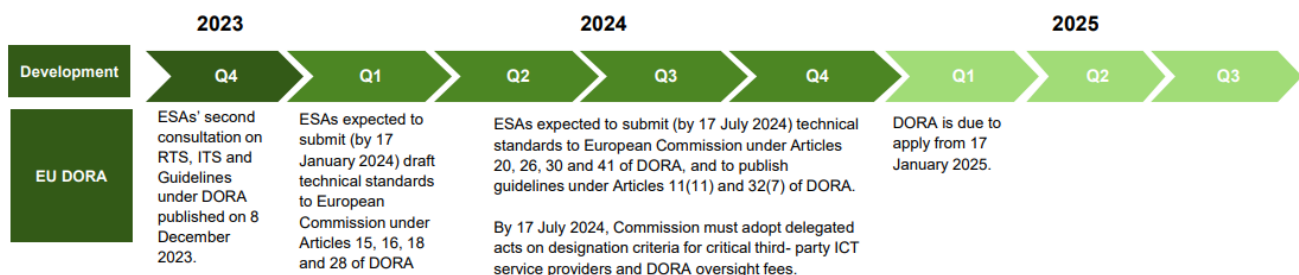 2023
2024
2025
Development
Q4
Q1
Q2
Q3
Q4
Q1
Q2
Q3
EU DORA
ESAs’ second
consultation on
RTS, ITS and
Guidelines
under DORA
published on 8
December
2023.
ESAs expected to
submit (by 17
January 2024) draft
technical standards
to European
Commission under
Articles 15, 16, 18
and 28 of DORA
ESAs expected to submit (by 17 July 2024) technical
standards to European Commission under Articles
20, 26, 30 and 41 of DORA, and to publish
guidelines under Articles 11(11) and 32(7) of DORA.
By 17 July 2024, Commission must adopt delegated
acts on designation criteria for critical third- party ICT
service providers and DORA oversight fees.
DORA is due to
apply from 17
January 2025.